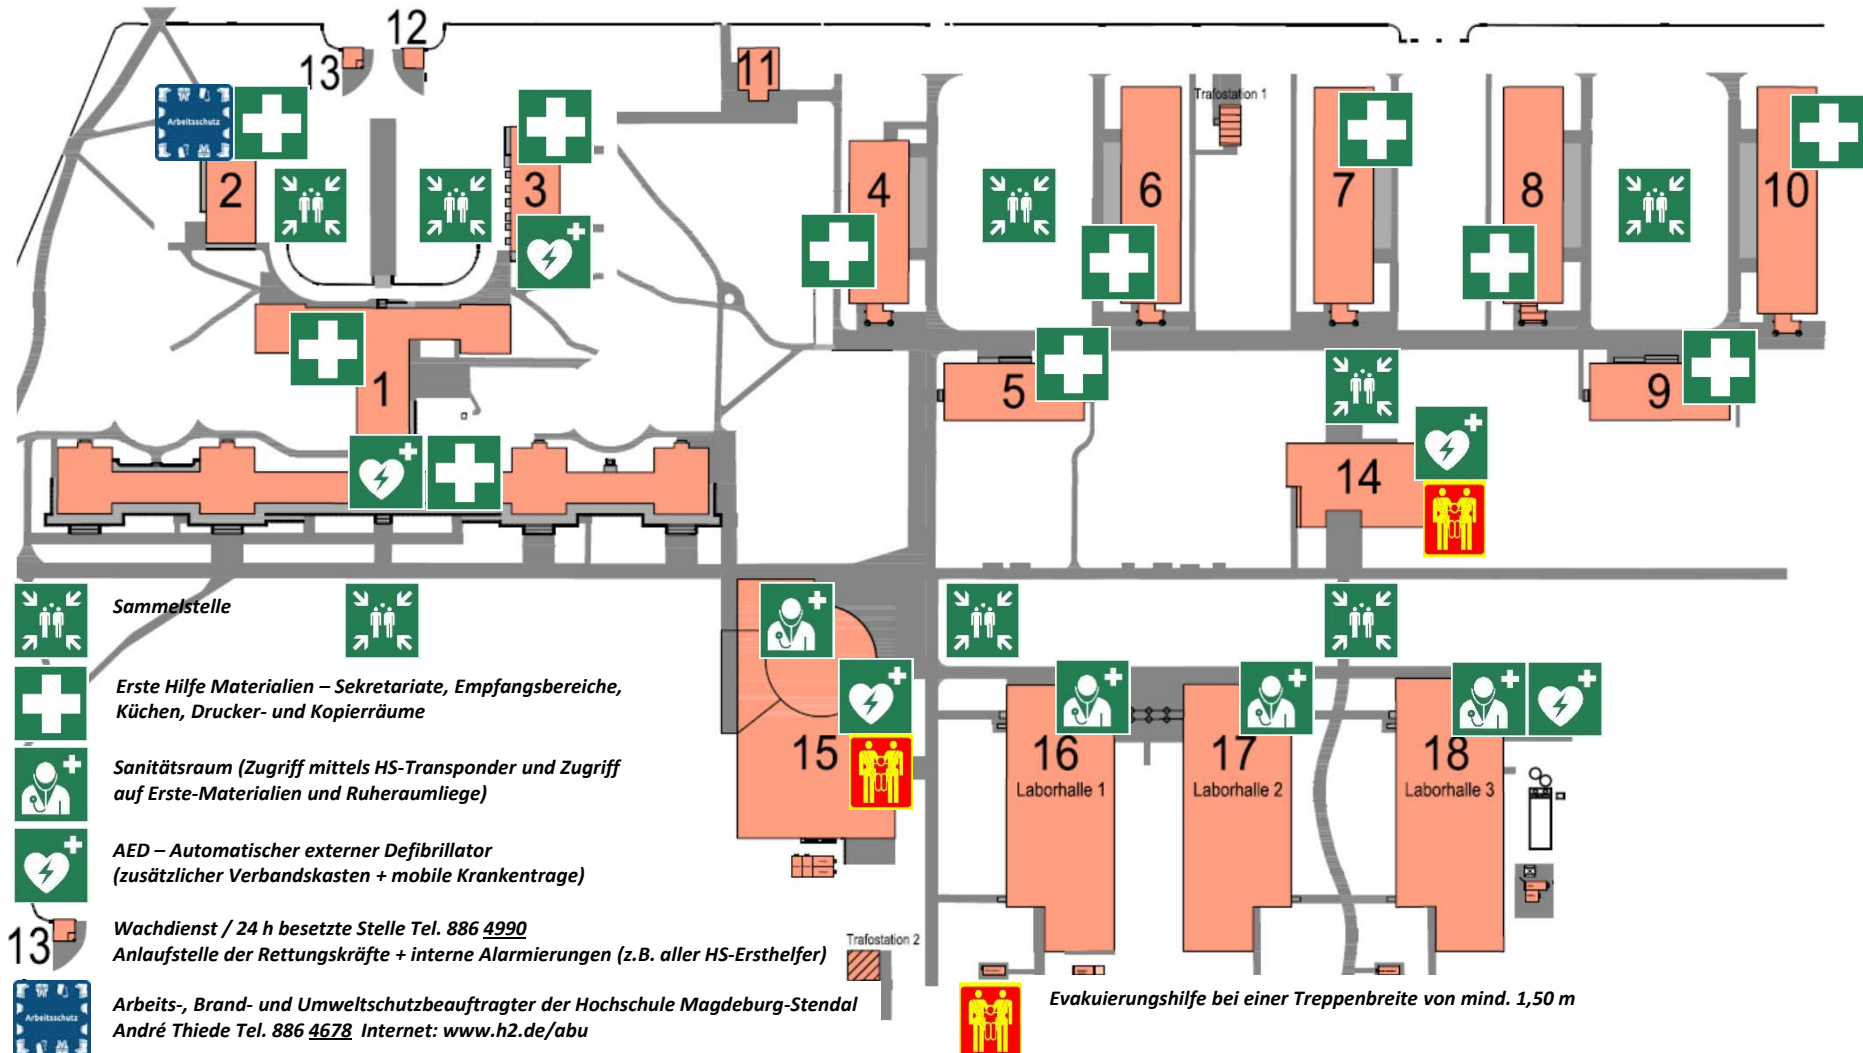 12
13
11
Trafostation 1
Arbeitsschutz
2
3
4
6
7
8
10
1
5
9
14
Sammelstelle
Erste Hilfe Materialien – Sekretariate, Empfangsbereiche,
Küchen, Drucker- und Kopierräume
15
16
Laborhalle 1
17
Laborhalle 2
18
Laborhalle 3
Sanitätsraum (Zugriff mittels HS-Transponder und Zugriff
auf Erste-Materialien und Ruheraumliege)
AED – Automatischer externer Defibrillator
(zusätzlicher Verbandskasten + mobile Krankentrage)
13
Wachdienst / 24 h besetzte Stelle Tel. 886 4990
Anlaufstelle der Rettungskräfte + interne Alarmierungen (z.B. aller HS-Ersthelfer)
Trafostation 2
Arbeitsschutz
Arbeits-, Brand- und Umweltschutzbeauftragter der Hochschule Magdeburg-Stendal
André Thiede Tel. 886 4678 Internet: www.h2.de/abu
Evakuierungshilfe bei einer Treppenbreite von mind. 1,50 m